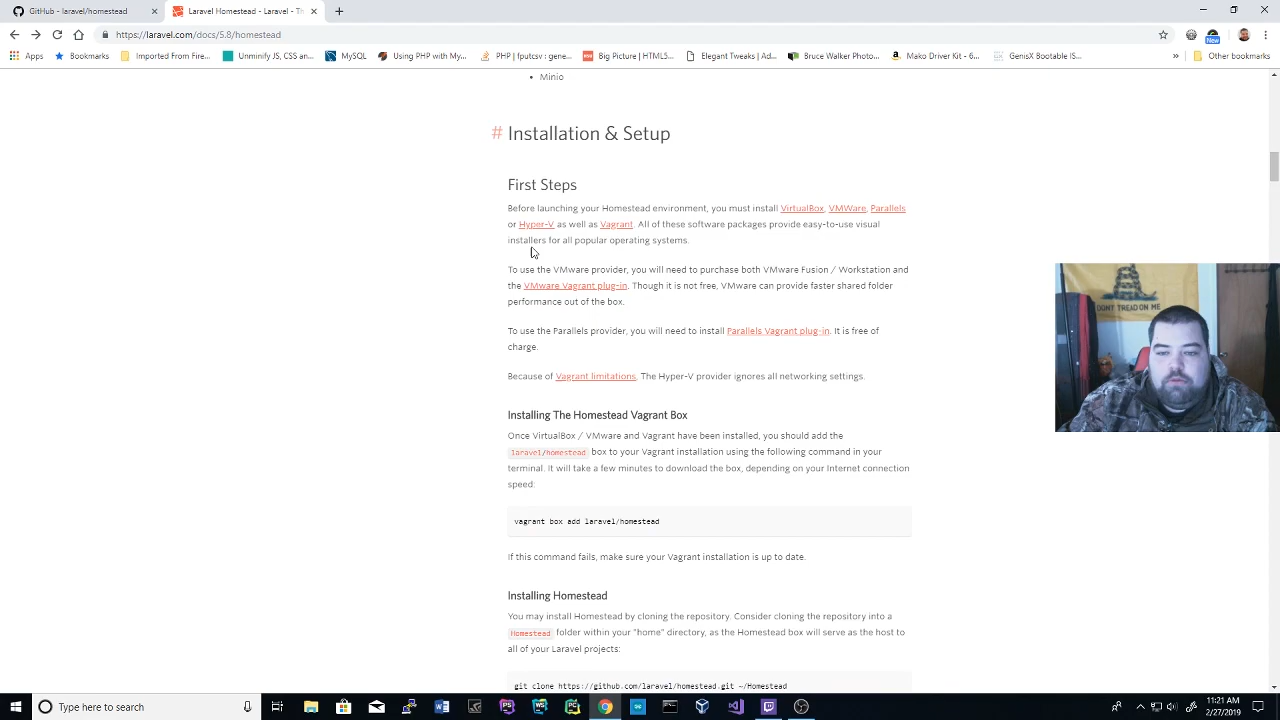 GitHub - laravel/homestead:
Laravel Homestead - Th
https://laravel.com/docs/5.8/homestead
New
Apps
Bookmarks
Imported From Firef...
Unminify JS, CSS an...
MySQL
Using PHP with My...
PHP | fputcsv - gene...
Big Picture | HTML5...
Elegant Tweaks | Ad...
Bruce Walker Photo...
Mako Driver Kit - 6...
GenisX Bootable IS...
»
Other bookmarks
• Minio
# Installation & Setup
First Steps
Before launching your Homestead environment, you must install VirtualBox, VMWare, Parallels
or Hyper-V as well as Vagrant. All of these software packages provide easy-to-use visual
installers for all popular operating systems.
To use the VMware provider, you will need to purchase both VMware Fusion / Workstation and
the VMware Vagrant plug-in. Though it is not free, VMware can provide faster shared folder
performance out of the box.
To use the Parallels provider, you will need to install Parallels Vagrant plug-in. It is free of
charge.
Because of Vagrant limitations, The Hyper-V provider ignores all networking settings.
Installing The Homestead Vagrant Box
Once VirtualBox / VMware and Vagrant have been installed, you should add the
laravel/homestead box to your Vagrant installation using the following command in your
terminal. It will take a few minutes to download the box, depending on your Internet connection
speed:
vagrant box add laravel/homestead
If this command fails, make sure your Vagrant installation is up to date.
Installing Homestead
You may install Homestead by cloning the repository. Consider cloning the repository into a
Homestead folder within your "home" directory, as the Homestead box will serve as the host to
all of your Laravel projects:
git clone https://github.com/laravel/homestead.git ~/Homestead
DONT TREAD ON ME
Type here to search
11:21 AM
2/27/2019